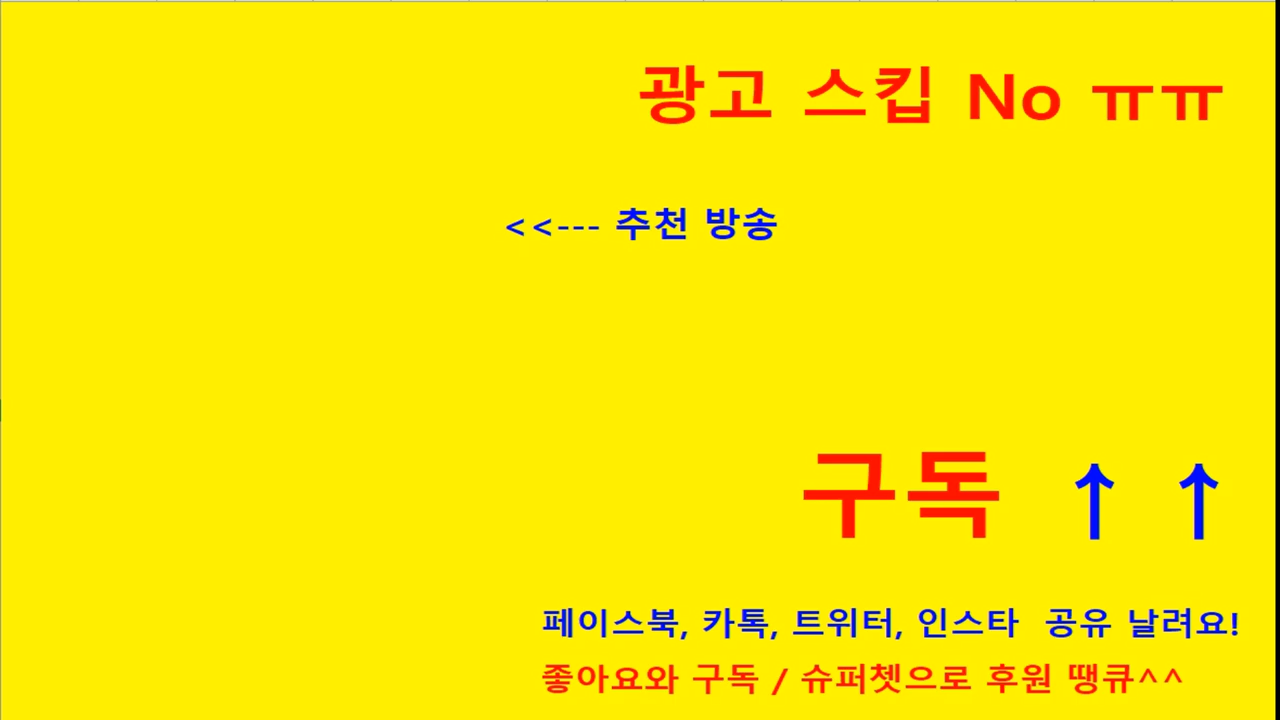 광고 스킵 No ㅠㅠ
<<--- 추천 방송
구독 ↑ ↑
페이스북, 카톡, 트위터, 인스타 공유 날려요!
좋아요와 구독 / 슈퍼쳇으로 후원 땡큐^^